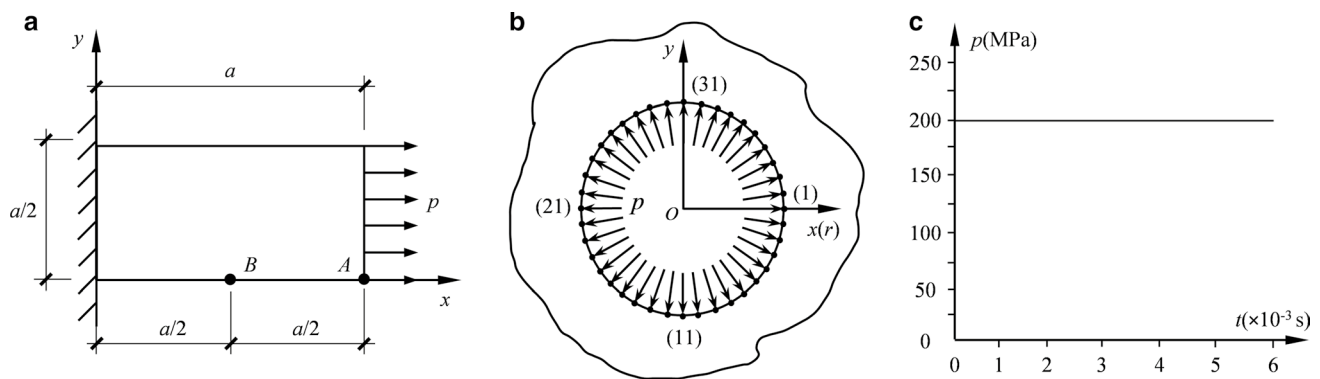 a
y
a
a/2
p
B
A
x
a/2
a/2
b
y
(31)
(21)
p
O
(1)
x(r)
(11)
c
p(MPa)
250
200
150
100
50
0
t(×10⁻³ s)
0 1 2 3 4 5 6